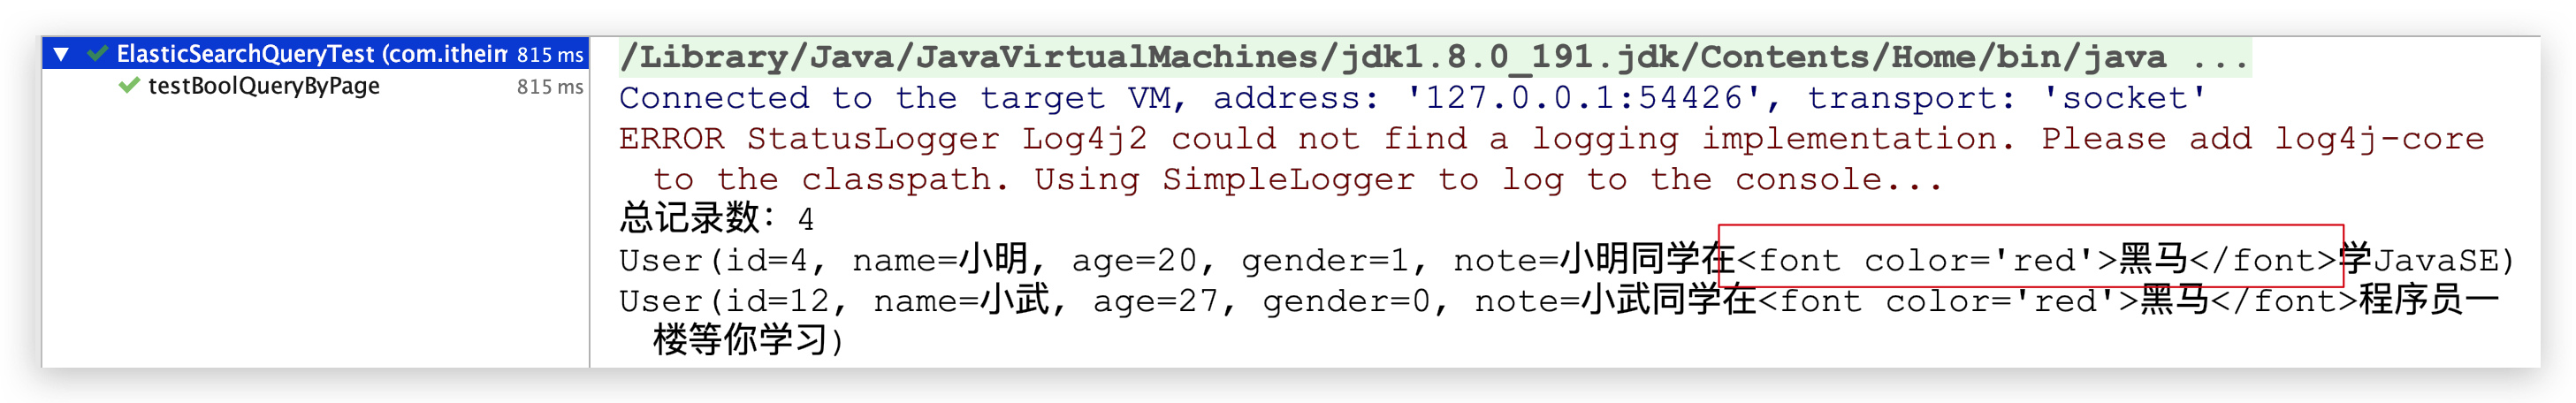 ElasticSearchQueryTest (com.itheim 815 ms
testBoolQueryByPage 815 ms
/Library/Java/JavaVirtualMachines/jdk1.8.0_191.jdk/Contents/Home/bin/java ...
Connected to the target VM, address: '127.0.0.1:54426', transport: 'socket'
ERROR StatusLogger Log4j2 could not find a logging implementation. Please add log4j-core
to the classpath. Using SimpleLogger to log to the console...
总记录数：4
User(id=4, name=小明, age=20, gender=1, note=小明同学在<font color='red'>黑马</font>学JavaSE)
User(id=12, name=小武, age=27, gender=0, note=小武同学在<font color='red'>黑马</font>程序员一
楼等你学习)